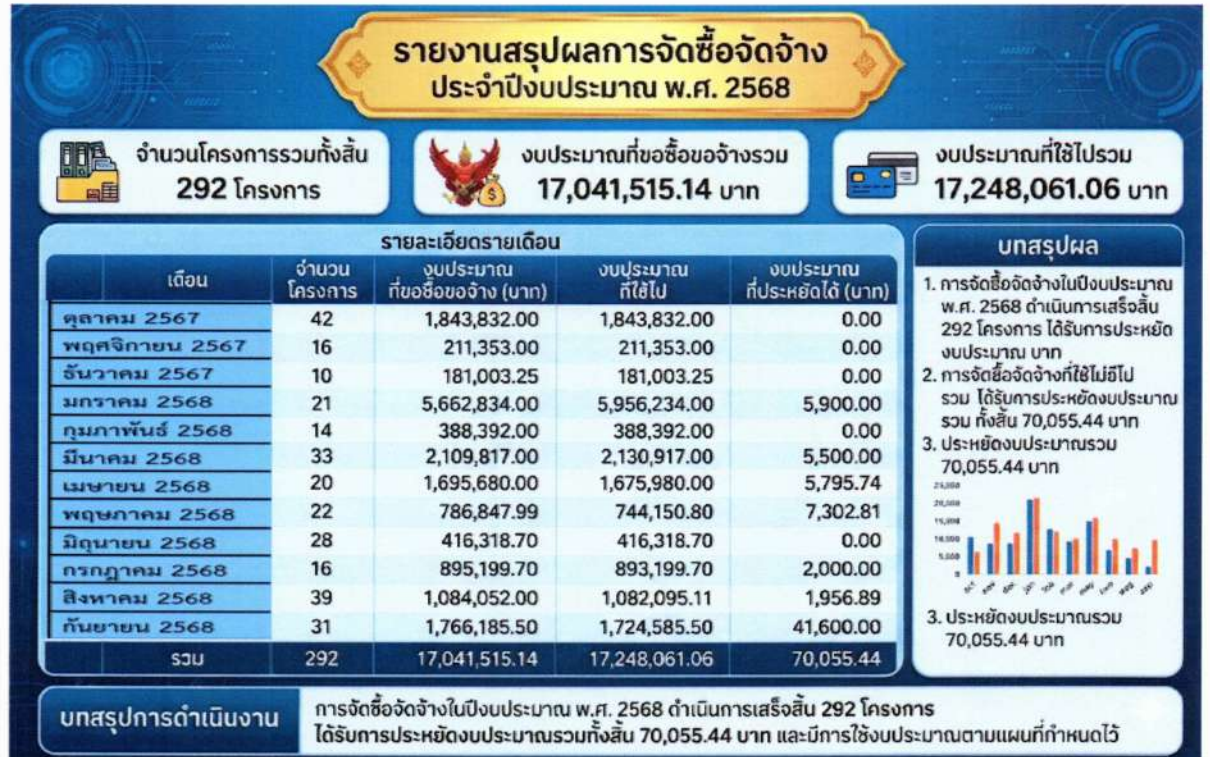 รายงานสรุปผลการจัดซื้อจัดจ้าง
ประจำปีงบประมาณ พ.ศ. 2568
จำนวนโครงการรวมทั้งสิ้น
292 โครงการ
งบประมาณที่ขอซื้อขอจ้างรวม
17,041,515.14 บาท
งบประมาณที่ใช้ไปรวม
17,248,061.06 บาท
รายละเอียดรายเดือน
เดือน จำนวนโครงการ งบประมาณที่ขอซื้อขอจ้าง (บาท) งบประมาณที่ใช้ไป งบประมาณที่ประหยัดได้ (บาท)
ตุลาคม 2567 42 1,843,832.00 1,843,832.00 0.00
พฤศจิกายน 2567 16 211,353.00 211,353.00 0.00
ธันวาคม 2567 10 181,003.25 181,003.25 0.00
มกราคม 2568 21 5,662,834.00 5,956,234.00 5,900.00
กุมภาพันธ์ 2568 14 388,392.00 388,392.00 0.00
มีนาคม 2568 33 2,109,817.00 2,130,917.00 5,500.00
เมษายน 2568 20 1,695,680.00 1,675,980.00 5,795.74
พฤษภาคม 2568 22 786,847.99 744,150.80 7,302.81
มิถุนายน 2568 28 416,318.70 416,318.70 0.00
กรกฎาคม 2568 16 895,199.70 893,199.70 2,000.00
สิงหาคม 2568 39 1,084,052.00 1,082,095.11 1,956.89
กันยายน 2568 31 1,766,185.50 1,724,585.50 41,600.00
รวม 292 17,041,515.14 17,248,061.06 70,055.44
บทสรุปผล
1. การจัดซื้อจัดจ้างในปีงบประมาณ
พ.ศ. 2568 ดำเนินการเสร็จสิ้น
292 โครงการ ได้รับการประหยัด
งบประมาณ บาท
2. การจัดซื้อจัดจ้างที่ใช้ไม่ฮีโป
รวม ได้รับการประหยัดงบประมาณ
รวม ทั้งสิ้น 70,055.44 บาท
3. ประหยัดงบประมาณรวม
70,055.44 บาท
20,000
15,000
10,000
5,000
0
3. ประหยัดงบประมาณรวม
70,055.44 บาท
บทสรุปการดำเนินงาน
การจัดซื้อจัดจ้างในปีงบประมาณ พ.ศ. 2568 ดำเนินการเสร็จสิ้น 292 โครงการ
ได้รับการประหยัดงบประมาณรวมทั้งสิ้น 70,055.44 บาท และมีการใช้งบประมาณตามแผนที่กำหนดไว้